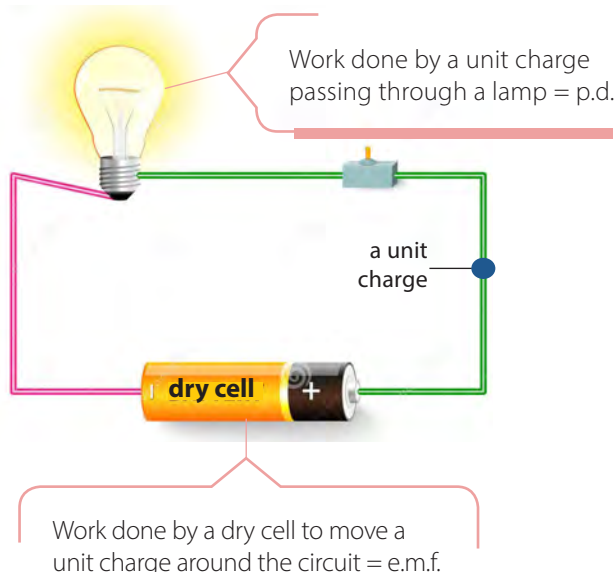 Work done by a unit charge
passing through a lamp = p.d.
a unit
charge
dry cell
+
Work done by a dry cell to move a
unit charge around the circuit = e.m.f.